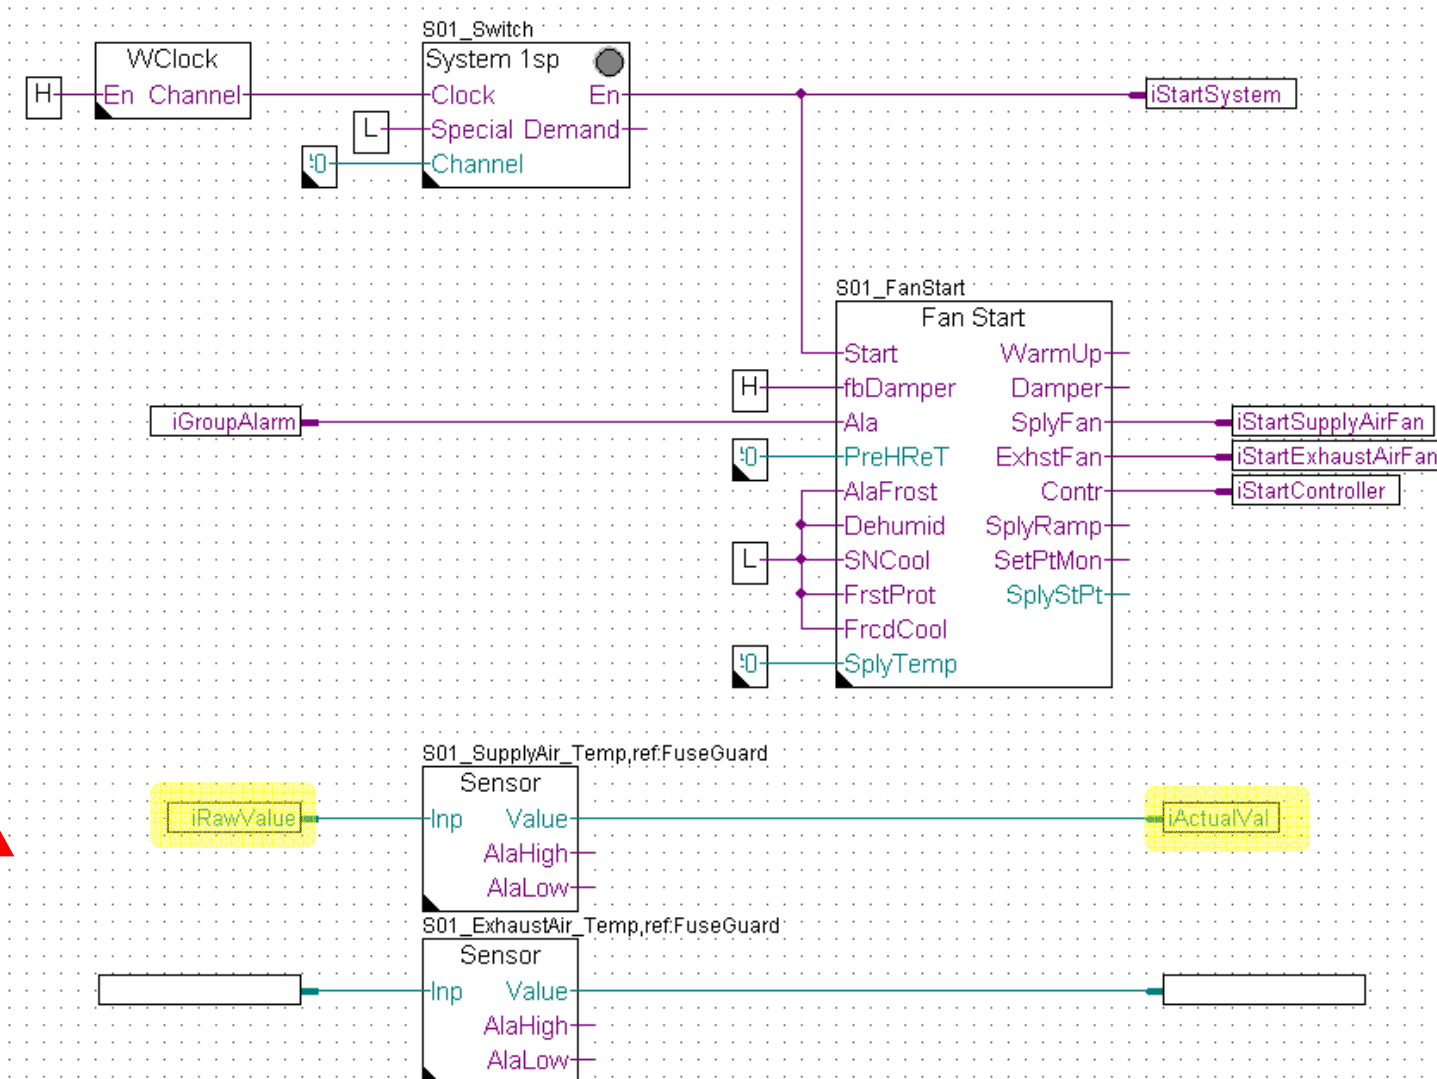 S01_Switch
WClock
System 1sp
H
En Channel
Clock En
iStartSystem
L
Special Demand
!0
Channel
S01_FanStart
Fan Start
Start WarmUp
H
fbDamper Damper
iGroupAlarm
Ala SplyFan
iStartSupplyAirFan
!0
PreHReT ExhstFan
iStartExhaustAirFan
AlaFrost Contr
iStartController
Dehumid SplyRamp
L
SNCool SetPtMon
FrstProt SplyStPt
FrcdCool
!0
SplyTemp
S01_SupplyAir_Temp,ref:FuseGuard
Sensor
iRawValue
Inp Value
iActualVal
AlaHigh
AlaLow
S01_ExhaustAir_Temp,ref:FuseGuard
Sensor
Inp Value
AlaHigh
AlaLow